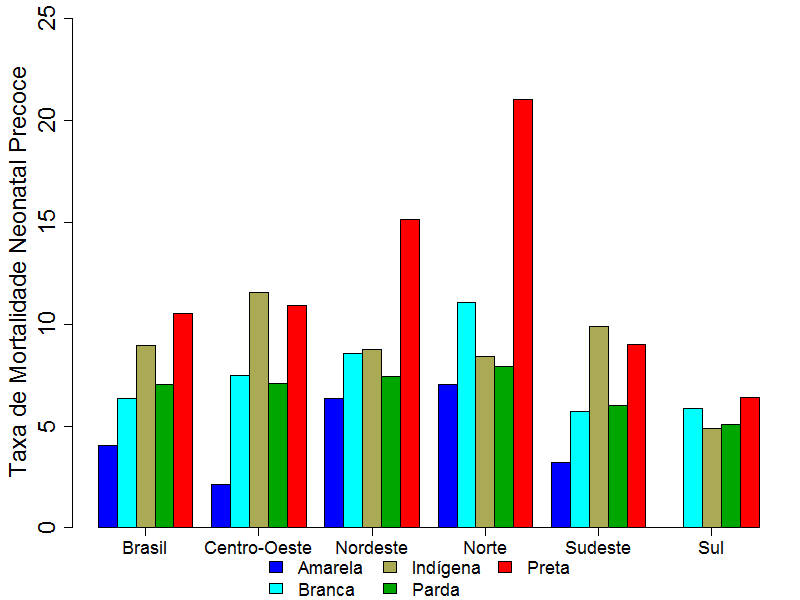 Taxa de Mortalidade Neonatal Precoce
25
20
15
10
5
0
Brasil Centro-Oeste Nordeste Norte Sudeste Sul
Amarela Indígena Preta
Branca Parda